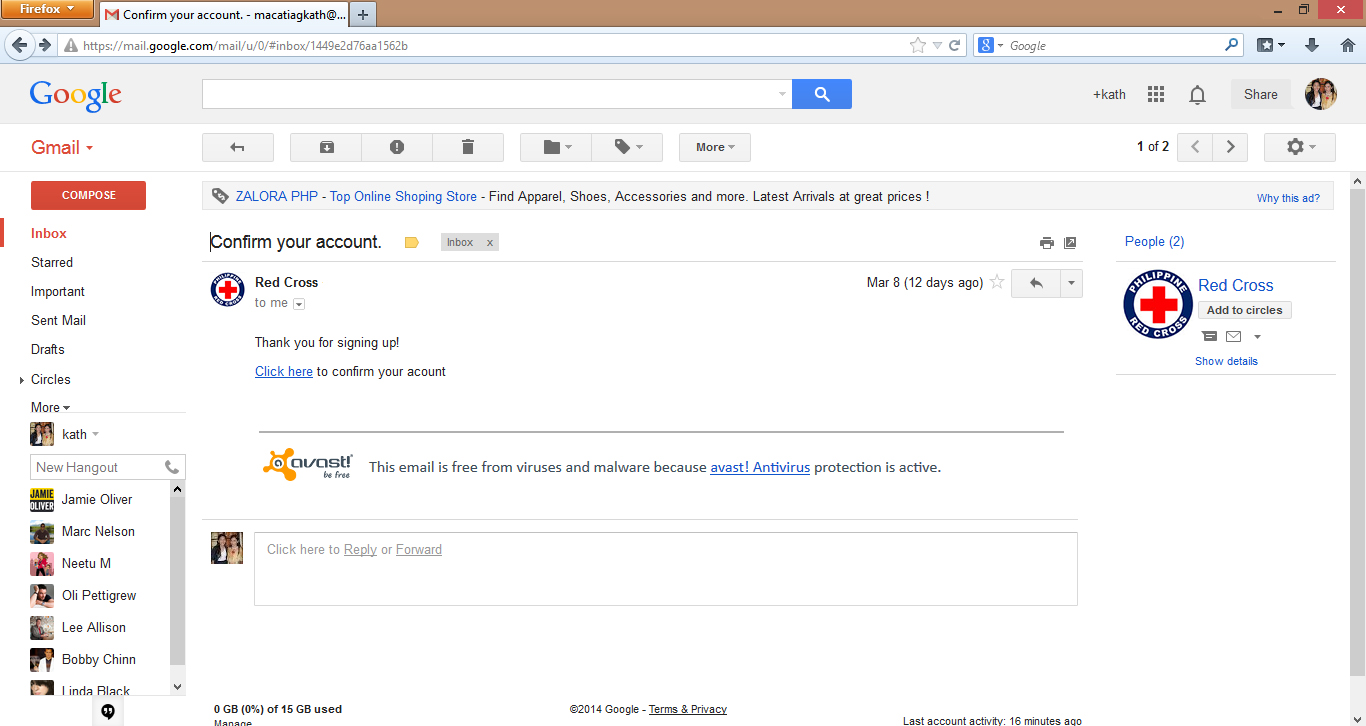 Firefox
Confirm your account. - macatiagkath@...
https://mail.google.com/mail/u/0/#inbox/1449e2d76aa1562b
Google
Google
+kath
Share
Gmail
More
1 of 2
COMPOSE
ZALORA PHP - Top Online Shoping Store - Find Apparel, Shoes, Accessories and more. Latest Arrivals at great prices !
Why this ad?
Inbox
Starred
Important
Sent Mail
Drafts
Circles
More
kath
New Hangout
JAMIE OLIVER
Jamie Oliver
Marc Nelson
Neetu M
Oli Pettigrew
Lee Allison
Bobby Chinn
Linda Black
Confirm your account.
Inbox x
PHILIPPINE RED CROSS
Red Cross
to me
Mar 8 (12 days ago)
Thank you for signing up!
Click here to confirm your acount
avast!
be free
This email is free from viruses and malware because avast! Antivirus protection is active.
Click here to Reply or Forward
People (2)
PHILIPPINE RED CROSS
Red Cross
Add to circles
Show details
0 GB (0%) of 15 GB used
Manage
©2014 Google - Terms & Privacy
Last account activity: 16 minutes ago